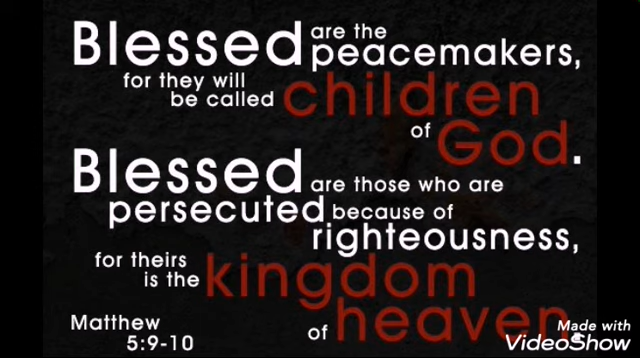 Blessed are the
peacemakers,
for they will
be called children
of God.
Blessed are those who are
persecuted because of
righteousness,
for theirs
is the kingdom
of heaven.
Matthew
5:9-10
Made with
VideoShow